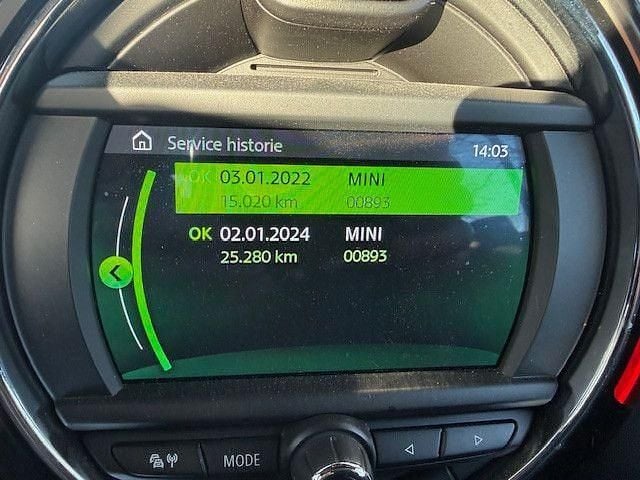 Service historie 14:03
OK 03.01.2022 MINI
15.020 km 00893
OK 02.01.2024 MINI
25.280 km 00893
MODE